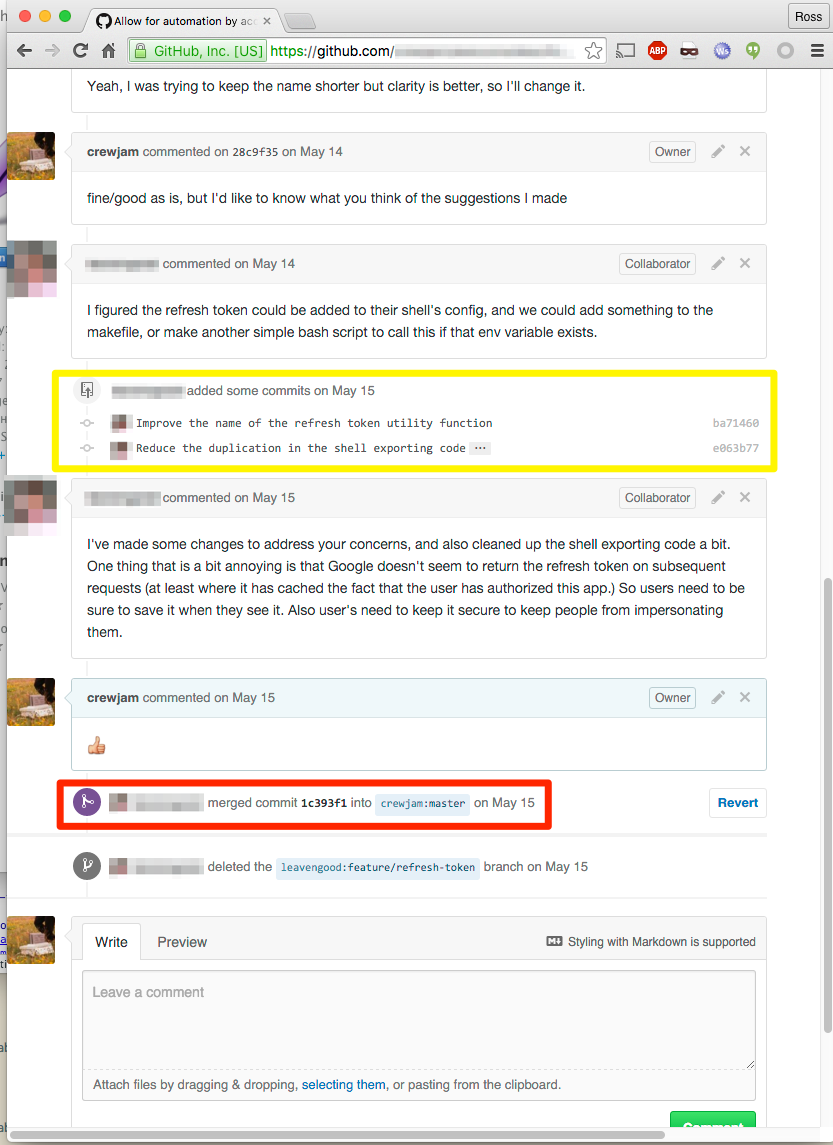 Allow for automation by acc
Ross
GitHub, Inc. [US] https://github.com/
ABP
Yeah, I was trying to keep the name shorter but clarity is better, so I'll change it.
crewjam commented on 28c9f35 on May 14
Owner
fine/good as is, but I'd like to know what you think of the suggestions I made
commented on May 14
Collaborator
I figured the refresh token could be added to their shell's config, and we could add something to the
makefile, or make another simple bash script to call this if that env variable exists.
added some commits on May 15
Improve the name of the refresh token utility function
ba71460
Reduce the duplication in the shell exporting code ...
e063b77
commented on May 15
Collaborator
I've made some changes to address your concerns, and also cleaned up the shell exporting code a bit.
One thing that is a bit annoying is that Google doesn't seem to return the refresh token on subsequent
requests (at least where it has cached the fact that the user has authorized this app.) So users need to be
sure to save it when they see it. Also user's need to keep it secure to keep people from impersonating
them.
crewjam commented on May 15
Owner
merged commit 1c393f1 into crewjam:master on May 15
Revert
deleted the leavengood:feature/refresh-token branch on May 15
Write
Preview
Styling with Markdown is supported
Leave a comment
Attach files by dragging & dropping, selecting them, or pasting from the clipboard.
Comment